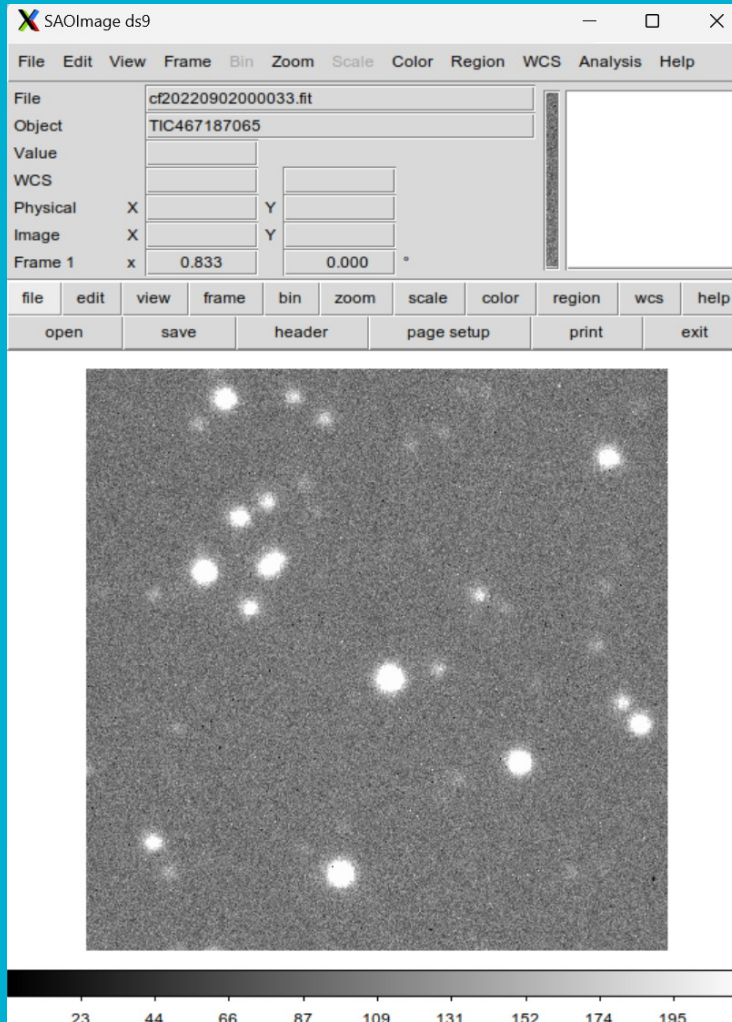 SAOImage ds9
File Edit View Frame Bin Zoom Scale Color Region WCS Analysis Help
File cf20220902000033.fit
Object TIC467187065
Value
WCS
Physical X Y
Image X Y
Frame 1 x 0.833 0.000 °
file edit view frame bin zoom scale color region wcs help
open save header page setup print exit
23 44 66 87 109 131 152 174 195